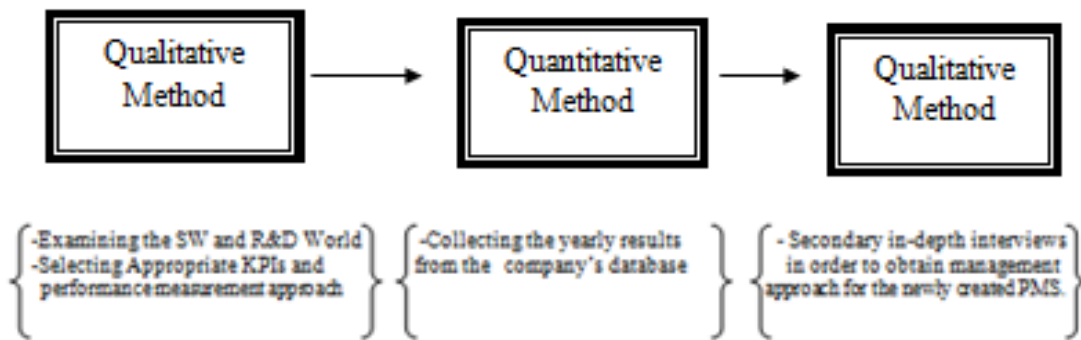 Qualitative
Method
Quantitative
Method
Qualitative
Method
-Examining the SW and R&D World
-Selecting Appropriate KPIs and
performance measurement approach
-Collecting the yearly results
from the company's database
- Secondary in-depth interviews
in order to obtain management
approach for the newly created PMS.